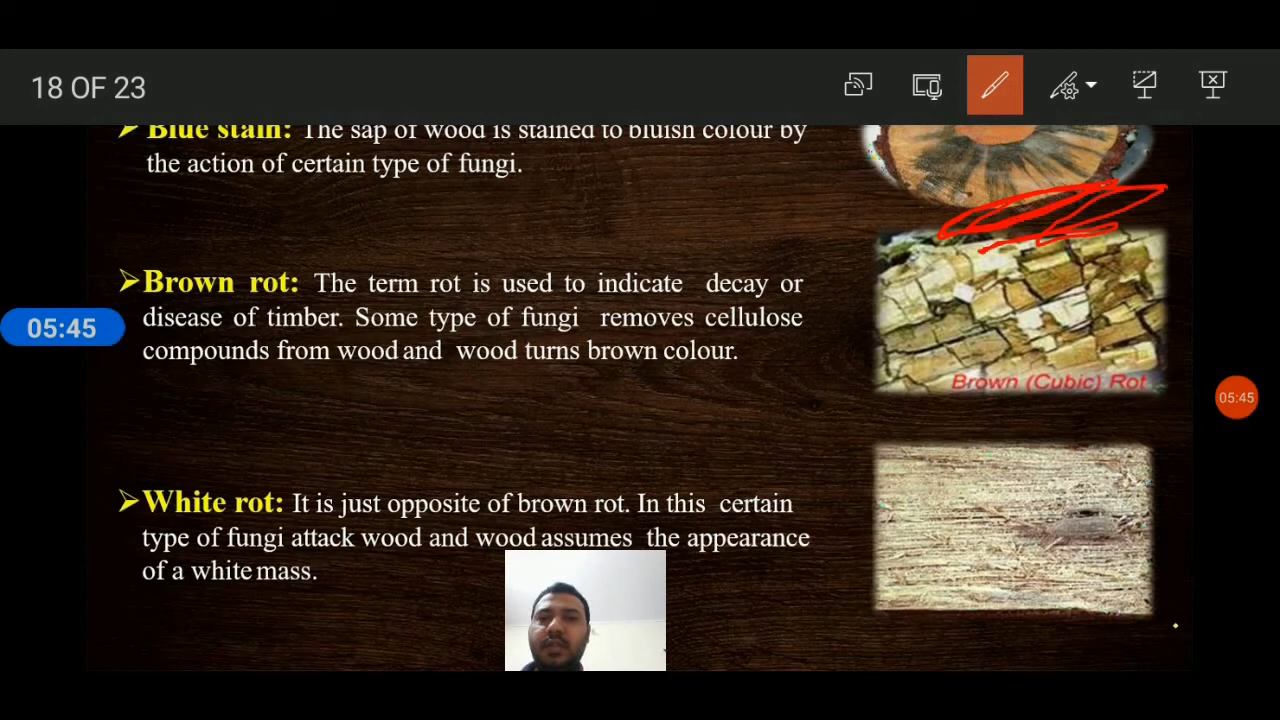 18 OF 23
Blue stain: The sap of wood is stained to bluish colour by
the action of certain type of fungi.
Brown rot: The term rot is used to indicate decay or
disease of timber. Some type of fungi removes cellulose
compounds from wood and wood turns brown colour.
05:45
Brown (Cubic) Rot
05:45
White rot: It is just opposite of brown rot. In this certain
type of fungi attack wood and wood assumes the appearance
of a white mass.